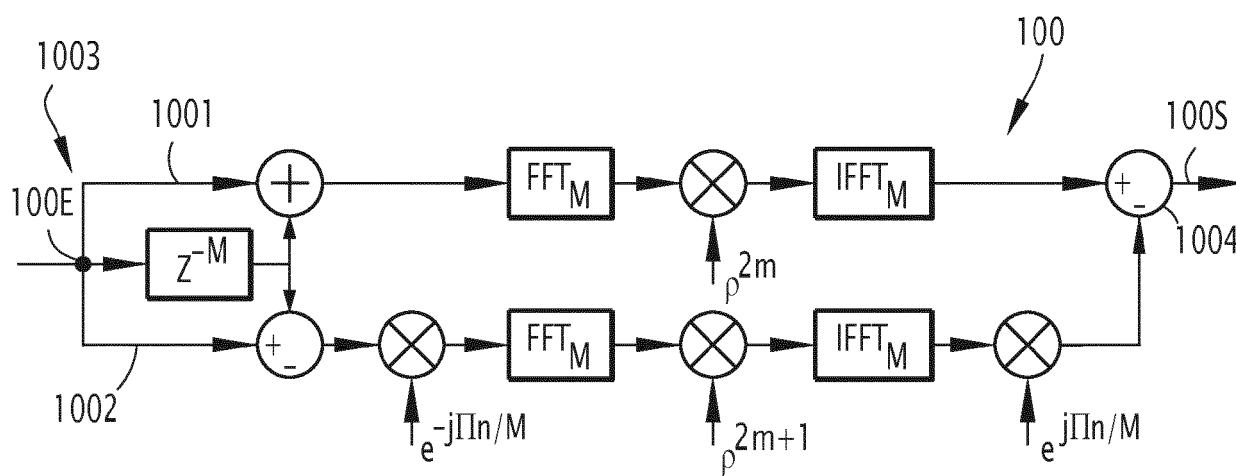 1003
100
1001
100S
100E
+
FFT_M
IFFT_M
+
-
Z^{-M}
1004
ρ^{2m}
+
-
FFT_M
IFFT_M
1002
e^{-jΠn/M}
ρ^{2m+1}
e^{jΠn/M}